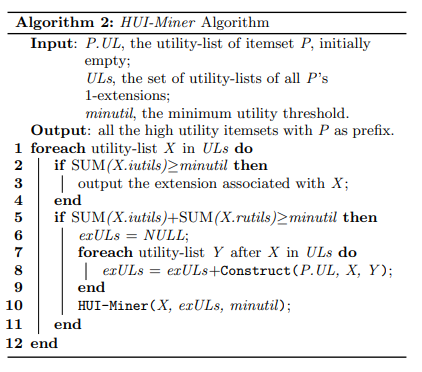 Algorithm 2: HUI-Miner Algorithm
Input: P.UL, the utility-list of itemset P, initially
empty;
ULs, the set of utility-lists of all P's
1-extensions;
minutil, the minimum utility threshold.
Output: all the high utility itemsets with P as prefix.
1 foreach utility-list X in ULs do
2 if SUM(X.iutils)≥minutil then
3 output the extension associated with X;
4 end
5 if SUM(X.iutils)+SUM(X.rutils)≥minutil then
6 exULs = NULL;
7 foreach utility-list Y after X in ULs do
8 exULs = exULs+Construct(P.UL, X, Y);
9 end
10 HUI-Miner(X, exULs, minutil);
11 end
12 end